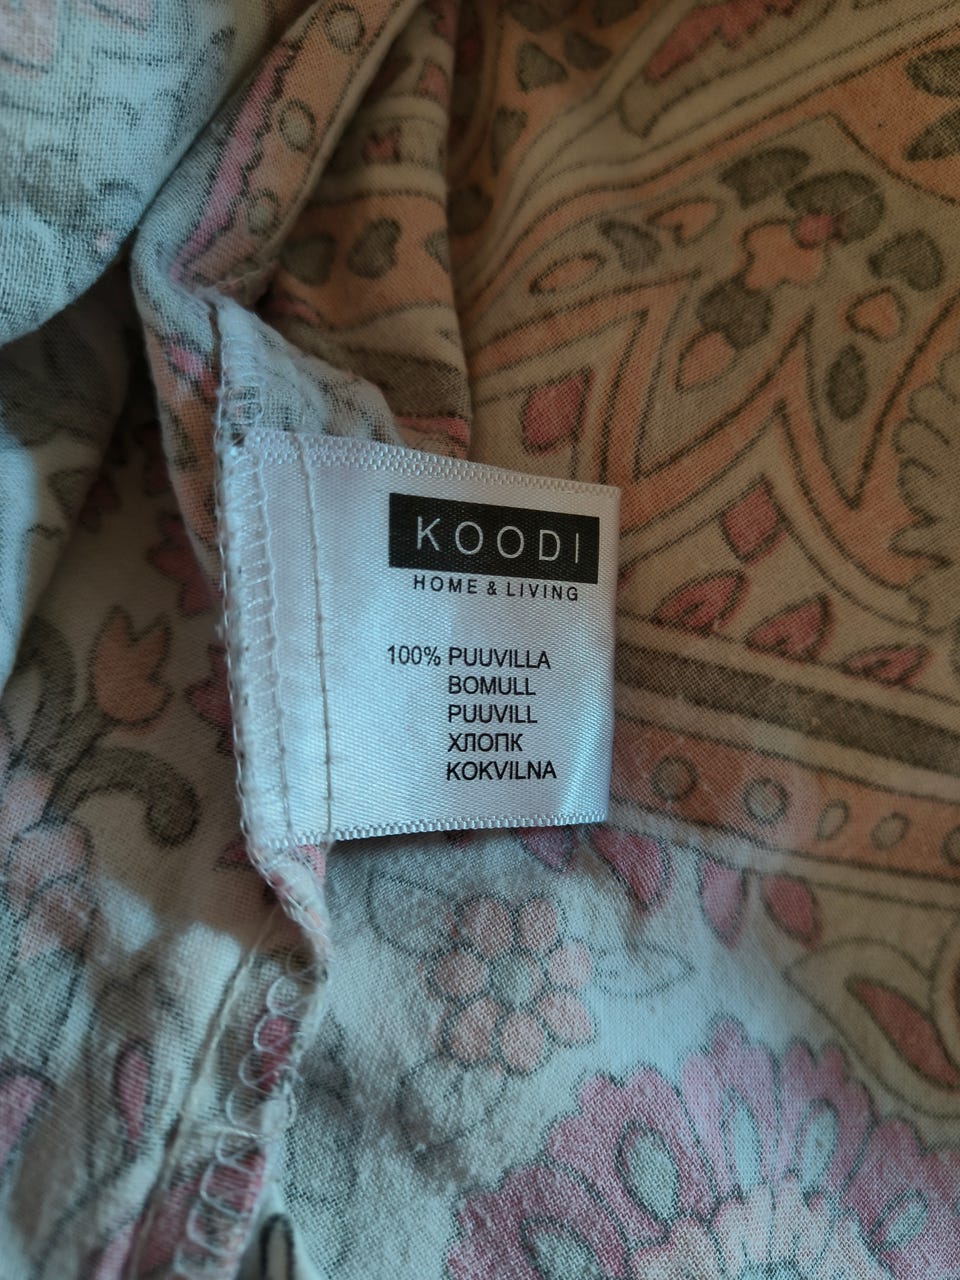 KOODI
HOME & LIVING
100% PUUVILLA
BOMULL
PUUVILL
ХЛОПК
KOKVILNA